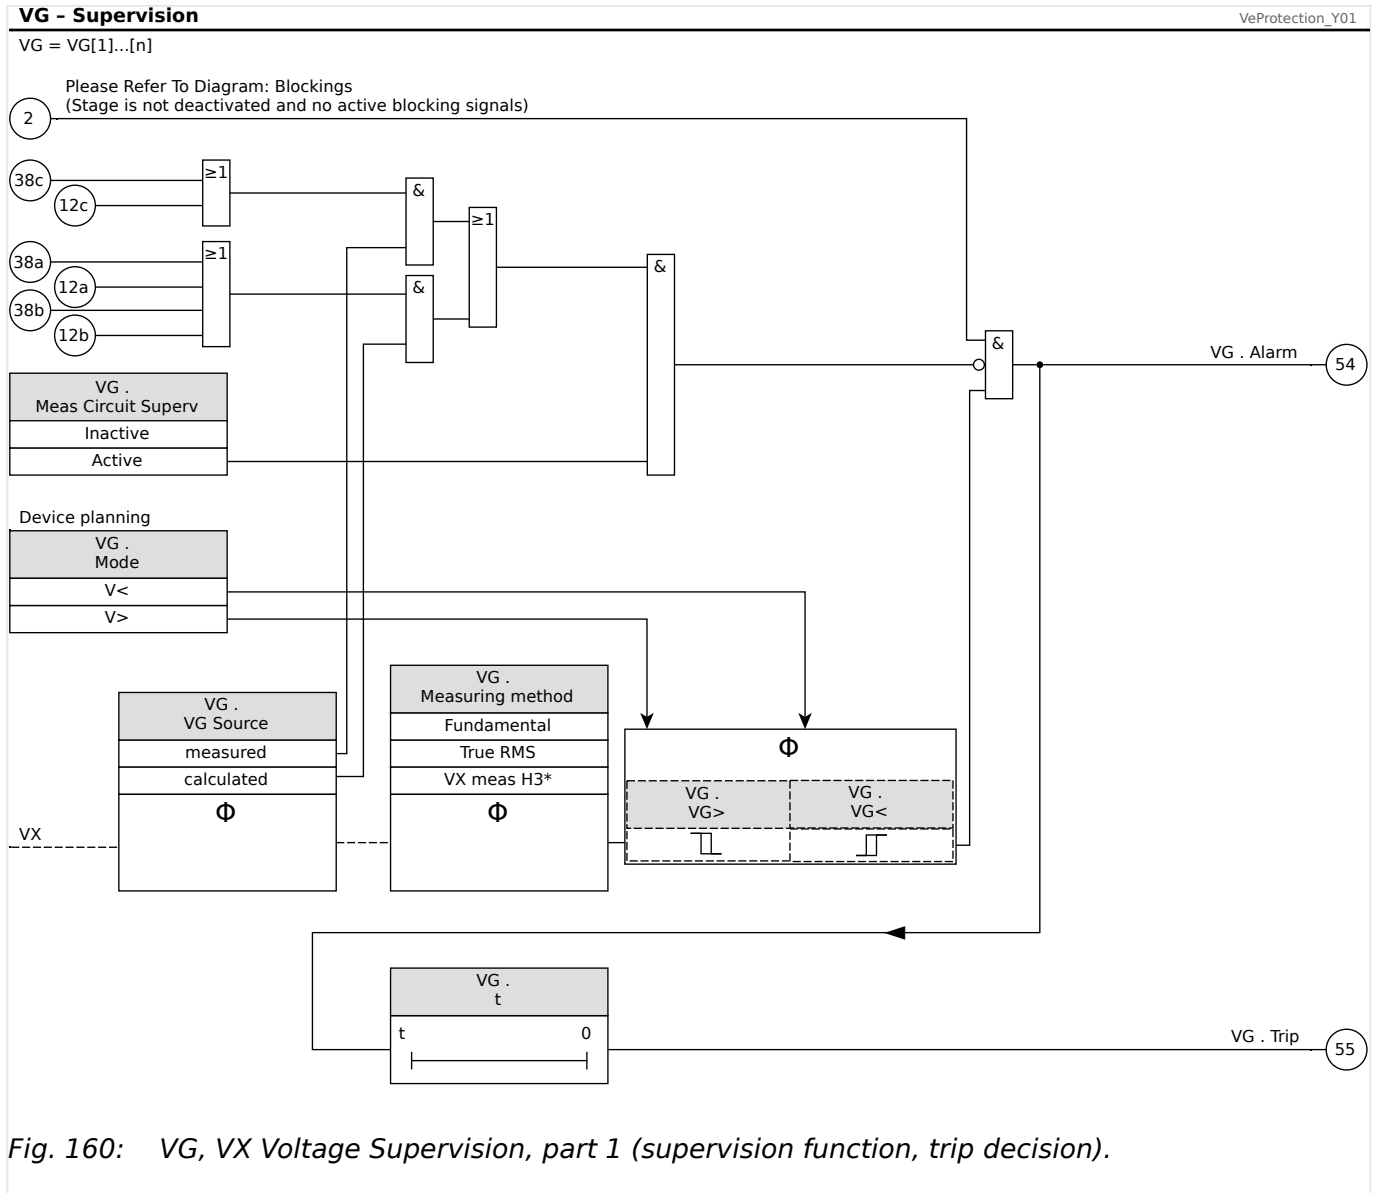 VG – Supervision
VeProtection_Y01
VG = VG[1]...[n]
Please Refer To Diagram: Blockings
(Stage is not deactivated and no active blocking signals)
2
38c
12c
≥1
&
≥1
38a
12a
38b
12b
≥1
&
&
&
VG . Alarm
54
VG .
Meas Circuit Superv
Inactive
Active
Device planning
VG .
Mode
V<
V>
VG .
VG Source
measured
calculated
Φ
VX
VG .
Measuring method
Fundamental
True RMS
VX meas H3*
Φ
Φ
VG .
VG>
VG .
VG<
VG .
t
t
0
VG . Trip
55
Fig. 160: VG, VX Voltage Supervision, part 1 (supervision function, trip decision).